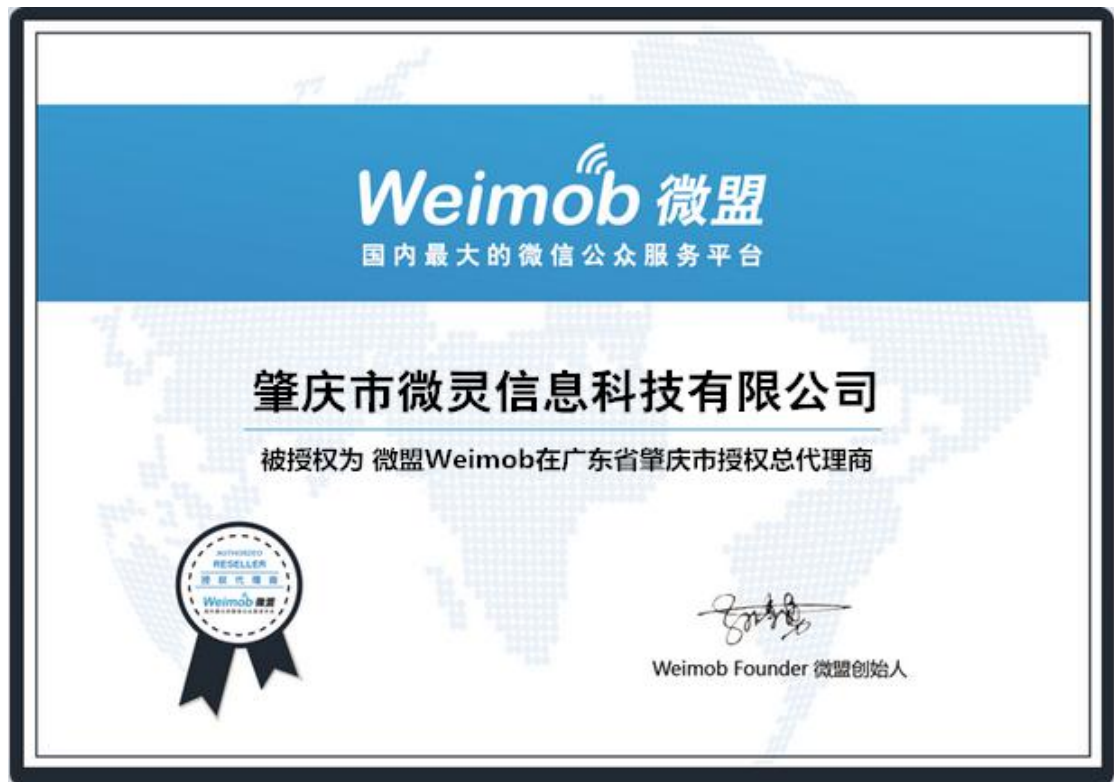 Weimob 微盟
国内最大的微信公众服务平台
肇庆市微灵信息科技有限公司
被授权为 微盟Weimob在广东省肇庆市授权总代理商
AUTHORIZED
RESELLER
授权代理商
Weimob 微盟
Weimob Founder 微盟创始人